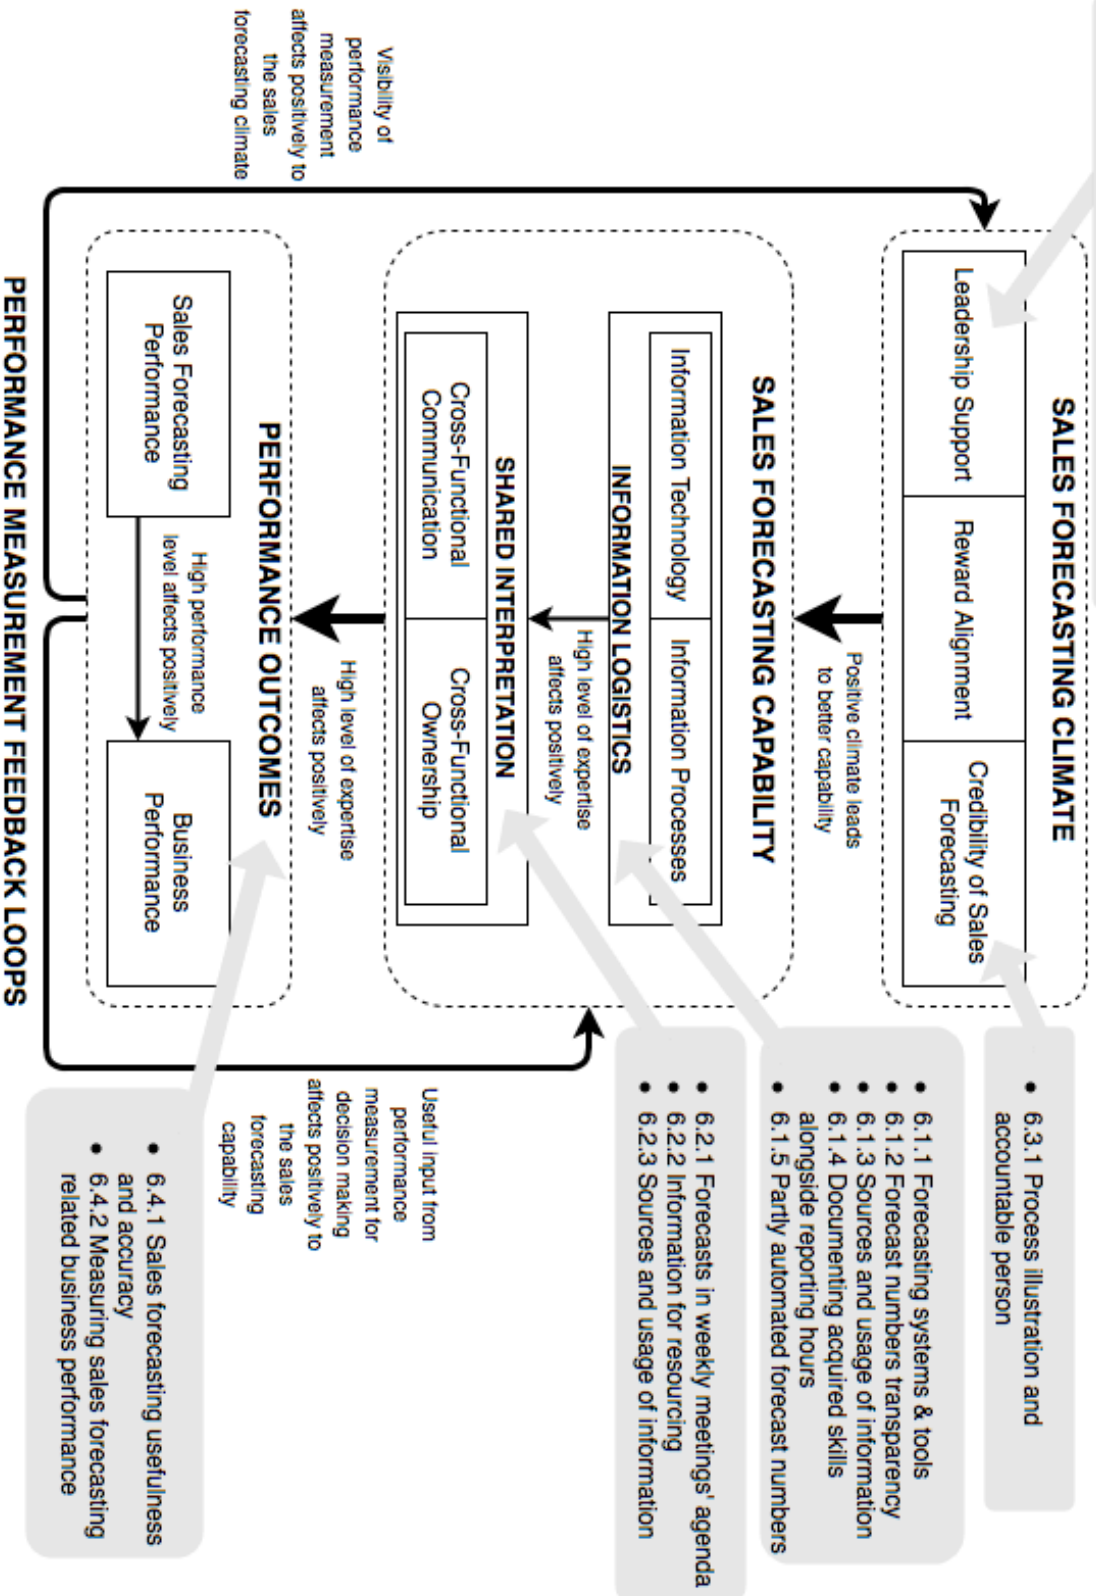 SALES FORECASTING CLIMATE
Leadership Support
Reward Alignment
Credibility of Sales
Forecasting
Positive climate leads
to better capability
SALES FORECASTING CAPABILITY
Information Technology
Information Processes
INFORMATION LOGISTICS
High level of expertise
affects positively
SHARED INTERPRETATION
Cross-Functional
Communication
Cross-Functional
Ownership
High level of expertise
affects positively
PERFORMANCE OUTCOMES
Sales Forecasting
Performance
High performance
level affects positively
Business
Performance
PERFORMANCE MEASUREMENT FEEDBACK LOOPS
Visibility of
performance
measurement
affects positively to
the sales
forecasting climate
Useful input from
performance
measurement for
decision making
affects positively to
the sales
forecasting
capability
• 6.3.1 Process illustration and
accountable person
• 6.1.1 Forecasting systems & tools
• 6.1.2 Forecast numbers transparency
• 6.1.3 Sources and usage of information
• 6.1.4 Documenting acquired skills
alongside reporting hours
• 6.1.5 Partly automated forecast numbers
• 6.2.1 Forecasts in weekly meetings' agenda
• 6.2.2 Information for resourcing
• 6.2.3 Sources and usage of information
• 6.4.1 Sales forecasting usefulness
and accuracy
• 6.4.2 Measuring sales forecasting
related business performance